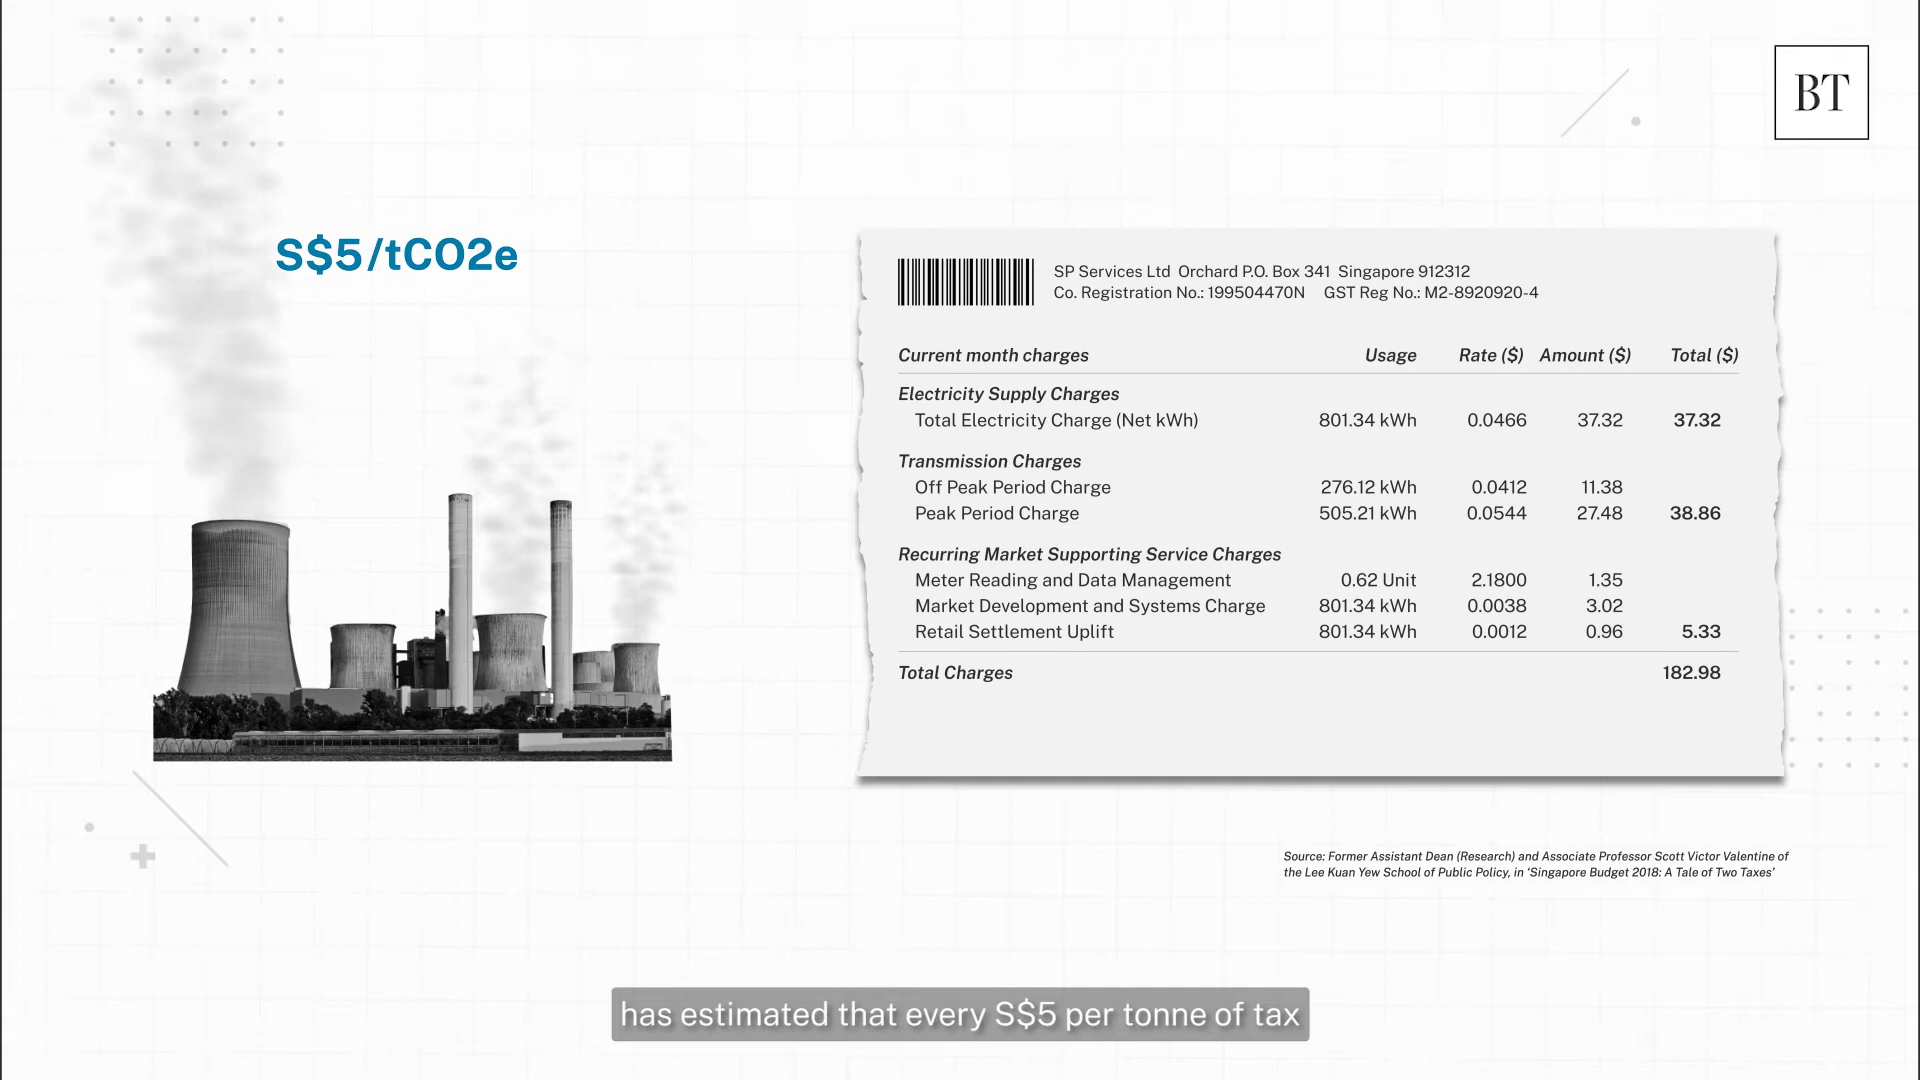 BT
S$5/tCO2e
SP Services Ltd Orchard P.O. Box 341 Singapore 912312
Co. Registration No.: 199504470N GST Reg No.: M2-8920920-4
Current month charges Usage Rate ($) Amount ($) Total ($)
Electricity Supply Charges
Total Electricity Charge (Net kWh) 801.34 kWh 0.0466 37.32 37.32
Transmission Charges
Off Peak Period Charge 276.12 kWh 0.0412 11.38
Peak Period Charge 505.21 kWh 0.0544 27.48 38.86
Recurring Market Supporting Service Charges
Meter Reading and Data Management 0.62 Unit 2.1800 1.35
Market Development and Systems Charge 801.34 kWh 0.0038 3.02
Retail Settlement Uplift 801.34 kWh 0.0012 0.96 5.33
Total Charges 182.98
Source: Former Assistant Dean (Research) and Associate Professor Scott Victor Valentine of
the Lee Kuan Yew School of Public Policy, in ‘Singapore Budget 2018: A Tale of Two Taxes’
has estimated that every S$5 per tonne of tax